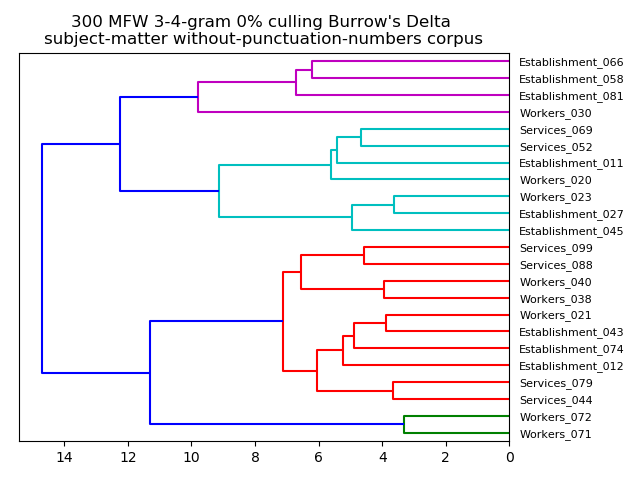 300 MFW 3-4-gram 0% culling Burrow's Delta
subject-matter without-punctuation-numbers corpus
Establishment_066
Establishment_058
Establishment_081
Workers_030
Services_069
Services_052
Establishment_011
Workers_020
Workers_023
Establishment_027
Establishment_045
Services_099
Services_088
Workers_040
Workers_038
Workers_021
Establishment_043
Establishment_074
Establishment_012
Services_079
Services_044
Workers_072
Workers_071
14 12 10 8 6 4 2 0